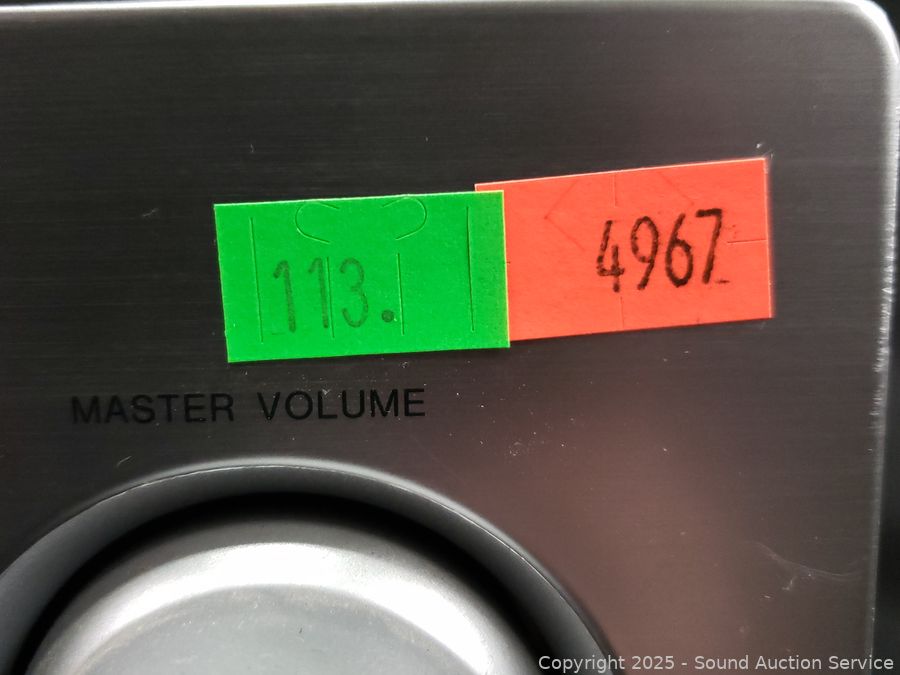 113.
4967
MASTER VOLUME
Copyright 2025 - Sound Auction Service